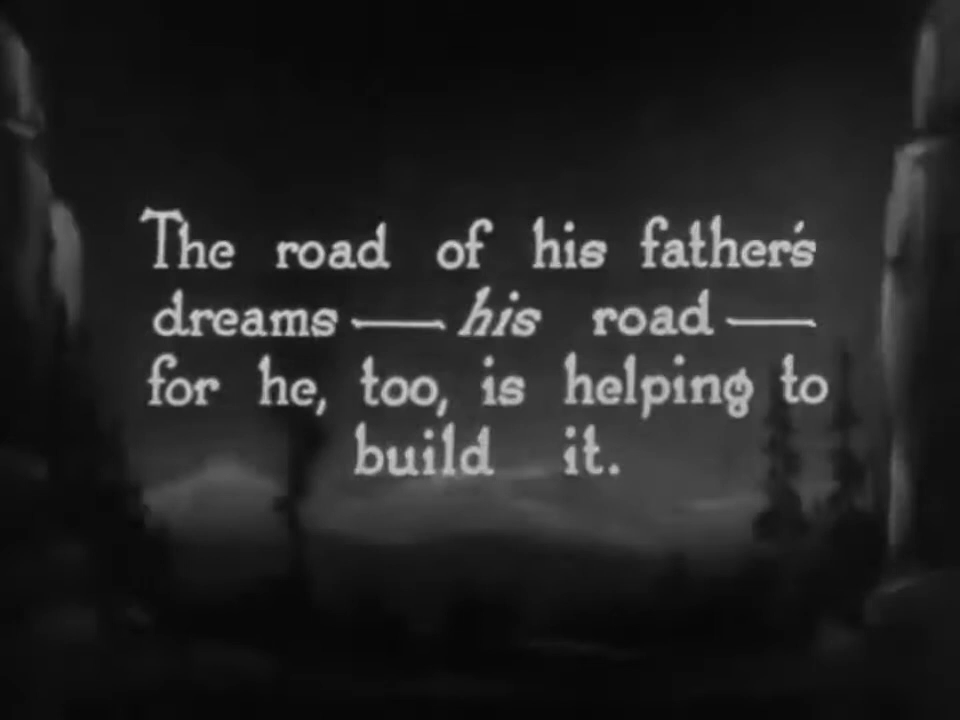 The road of his father's
dreams — his road —
for he, too, is helping to
build it.